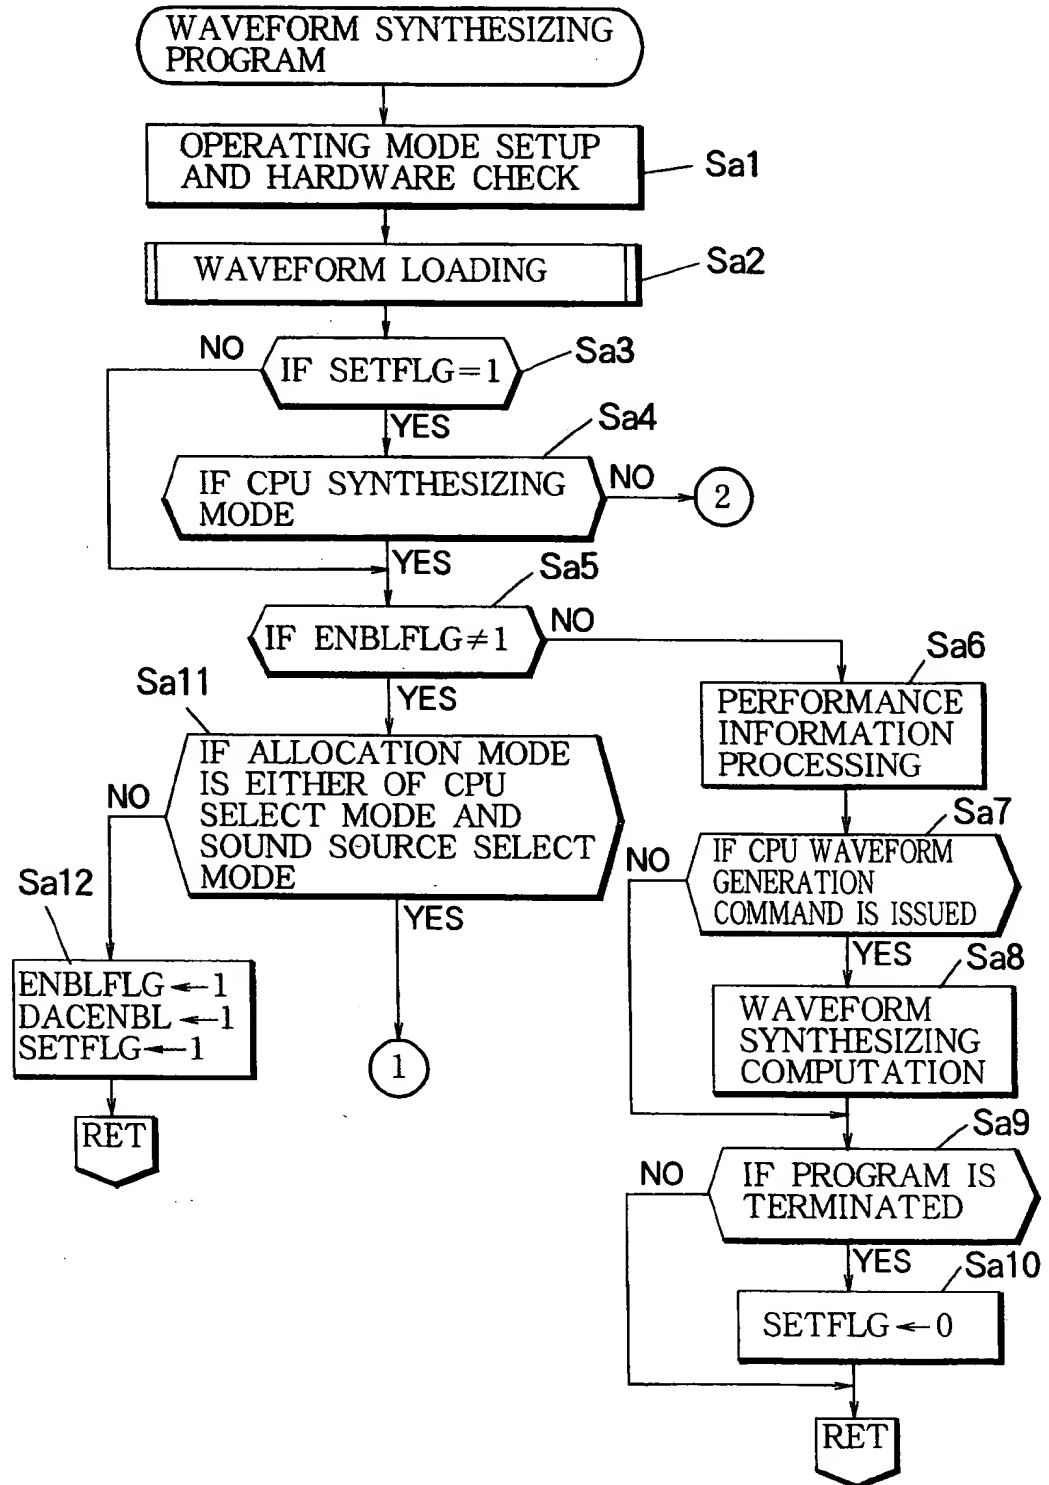 WAVEFORM SYNTHESIZING
PROGRAM
OPERATING MODE SETUP
AND HARDWARE CHECK
Sa1
WAVEFORM LOADING
Sa2
NO
IF SETFLG=1
Sa3
YES
Sa4
IF CPU SYNTHESIZING
MODE
NO
2
YES
Sa5
IF ENBLFLG≠1
NO
YES
Sa11
IF ALLOCATION MODE
IS EITHER OF CPU
SELECT MODE AND
SOUND SOURCE SELECT
MODE
NO
YES
Sa12
ENBLFLG←1
DACENBL←1
SETFLG←1
RET
1
Sa6
PERFORMANCE
INFORMATION
PROCESSING
Sa7
NO
IF CPU WAVEFORM
GENERATION
COMMAND IS ISSUED
YES
Sa8
WAVEFORM
SYNTHESIZING
COMPUTATION
Sa9
NO
IF PROGRAM IS
TERMINATED
YES
Sa10
SETFLG←0
RET